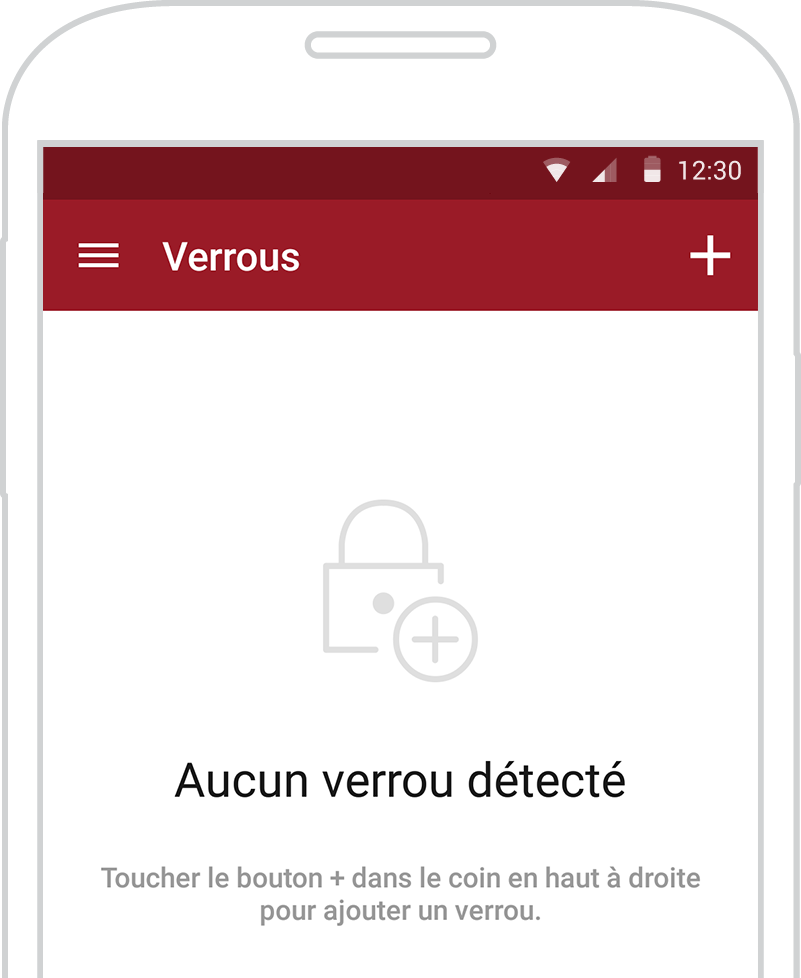 12:30
Verrous
Aucun verrou détecté
Toucher le bouton + dans le coin en haut à droite
pour ajouter un verrou.